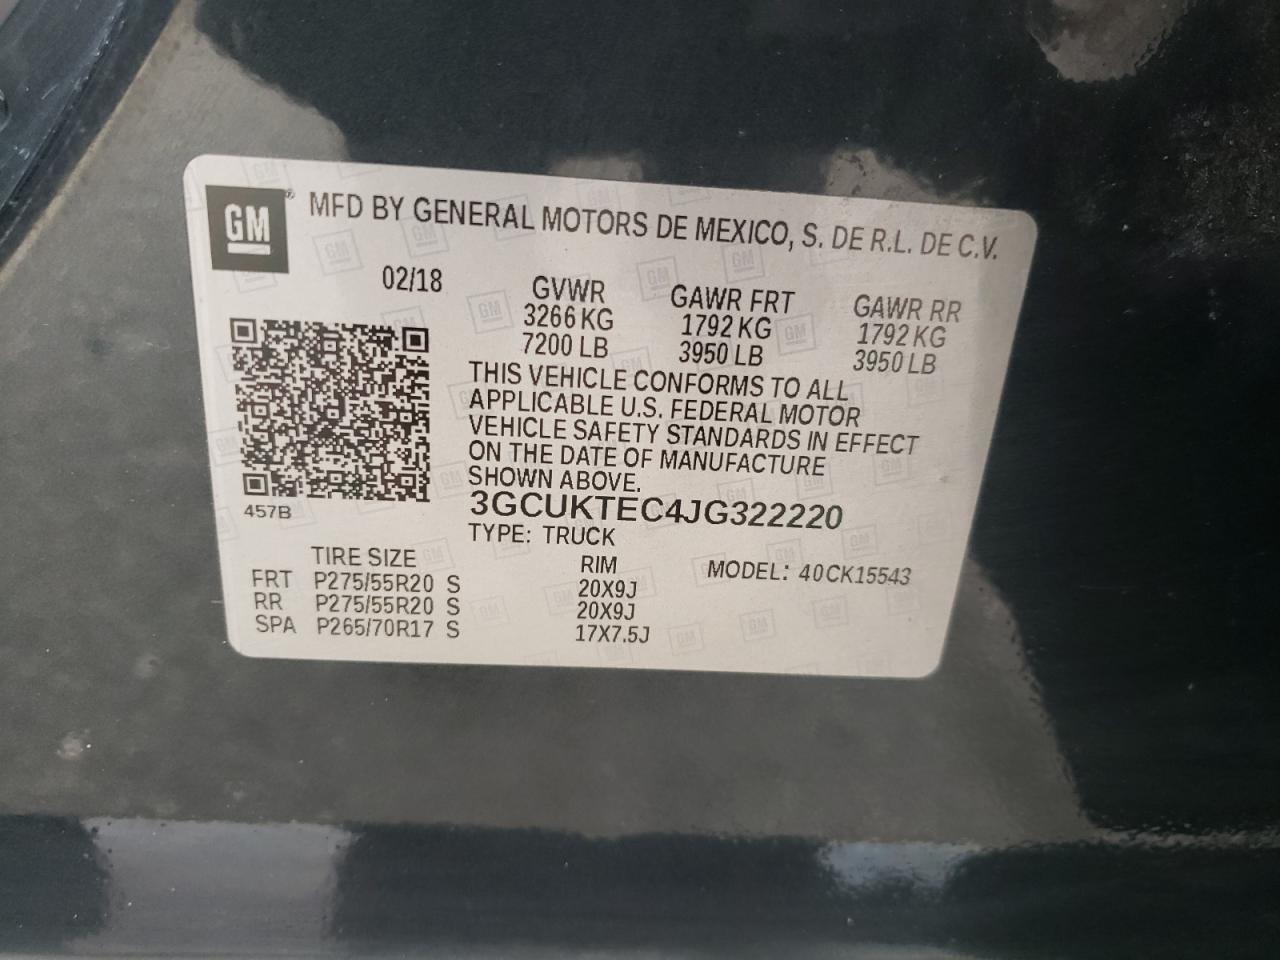 GM
MFD BY GENERAL MOTORS DE MEXICO, S. DE R.L. DE C.V.
02/18
GVWR GAWR FRT GAWR RR
3266 KG 1792 KG 1792 KG
7200 LB 3950 LB 3950 LB
THIS VEHICLE CONFORMS TO ALL
APPLICABLE U.S. FEDERAL MOTOR
VEHICLE SAFETY STANDARDS IN EFFECT
ON THE DATE OF MANUFACTURE
SHOWN ABOVE.
457B
3GCUKTEC4JG322220
TYPE: TRUCK
TIRE SIZE RIM MODEL: 40CK15543
FRT P275/55R20 S 20X9J
RR P275/55R20 S 20X9J
SPA P265/70R17 S 17X7.5J